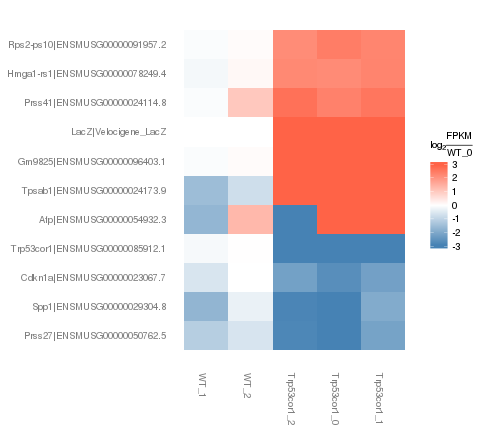 Rps2-ps10|ENSMUSG00000091957.2
Hmga1-rs1|ENSMUSG00000078249.4
Prss41|ENSMUSG00000024114.8
LacZ|Velocigene_LacZ
Gm9825|ENSMUSG00000096403.1
Tpsab1|ENSMUSG00000024173.9
Afp|ENSMUSG00000054932.3
Trp53cor1|ENSMUSG00000085912.1
Cdkn1a|ENSMUSG00000023067.7
Spp1|ENSMUSG00000029304.8
Prss27|ENSMUSG00000050762.5
WT_1
WT_2
Trp53cor1_2
Trp53cor1_0
Trp53cor1_1
log2 FPKM
WT_0
3
2
1
0
-1
-2
-3